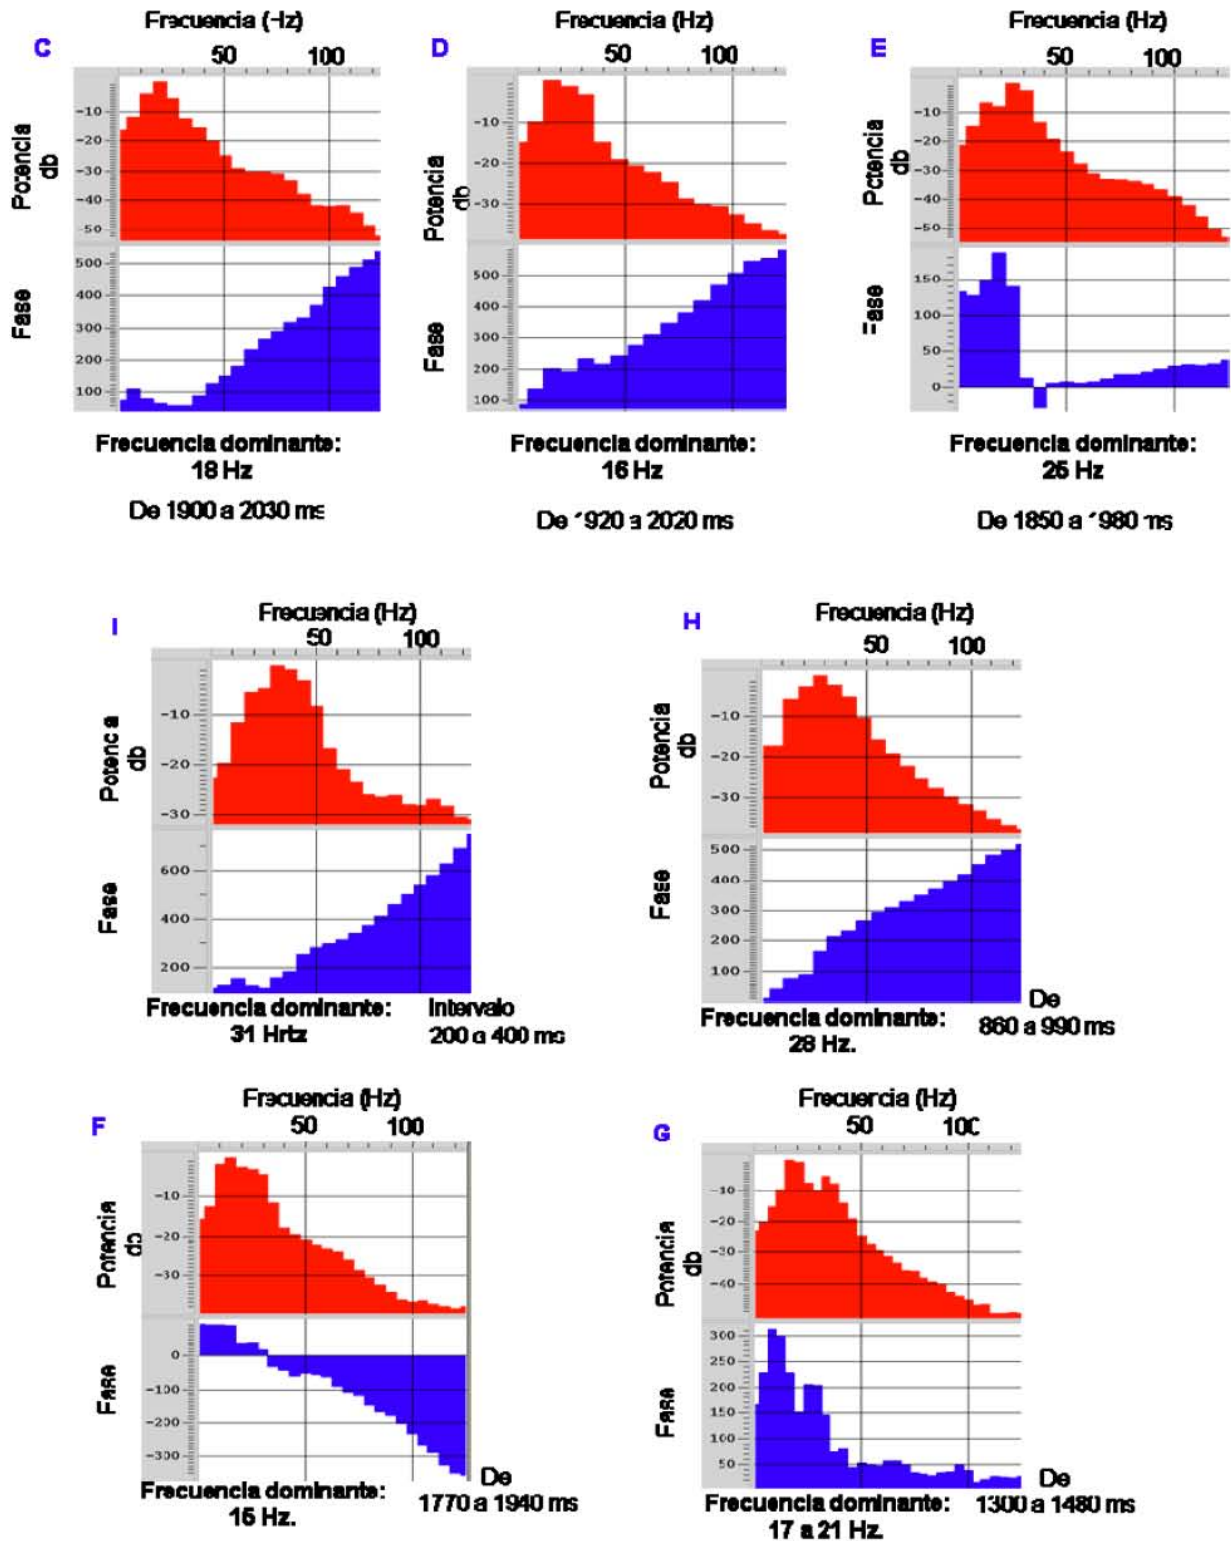 Frecuencia (Hz)
C
50 100
-10
-20
-30
-40
-50
Potencia
db
500
400
300
200
100
Fase
Frecuencia dominante:
18 Hz
De 1900 a 2030 ms
Frecuencia (Hz)
D
50 100
-10
-20
-30
Potencia
db
500
400
300
200
100
Fase
Frecuencia dominante:
16 Hz
De 1920 a 2020 ms
Frecuencia (Hz)
E
50 100
-10
-20
-30
-40
-50
Potencia
db
150
100
50
0
Fase
Frecuencia dominante:
25 Hz
De 1850 a 1980 ms
Frecuencia (Hz)
I
50 100
-10
-20
-30
Potencia
db
600
400
200
Fase
Frecuencia dominante:
31 Hrtz
Intervalo
200 a 400 ms
Frecuencia (Hz)
H
50 100
-10
-20
-30
Potencia
db
500
400
300
200
100
Fase
Frecuencia dominante:
28 Hz.
De
860 a 990 ms
Frecuencia (Hz)
F
50 100
-10
-20
-30
Potencia
db
0
-100
-200
-300
Fase
Frecuencia dominante:
15 Hz.
De
1770 a 1940 ms
Frecuencia (Hz)
G
50 100
-10
-20
-30
-40
Potencia
db
300
250
200
150
100
50
Fase
Frecuencia dominante:
17 a 21 Hz.
De
1300 a 1480 ms